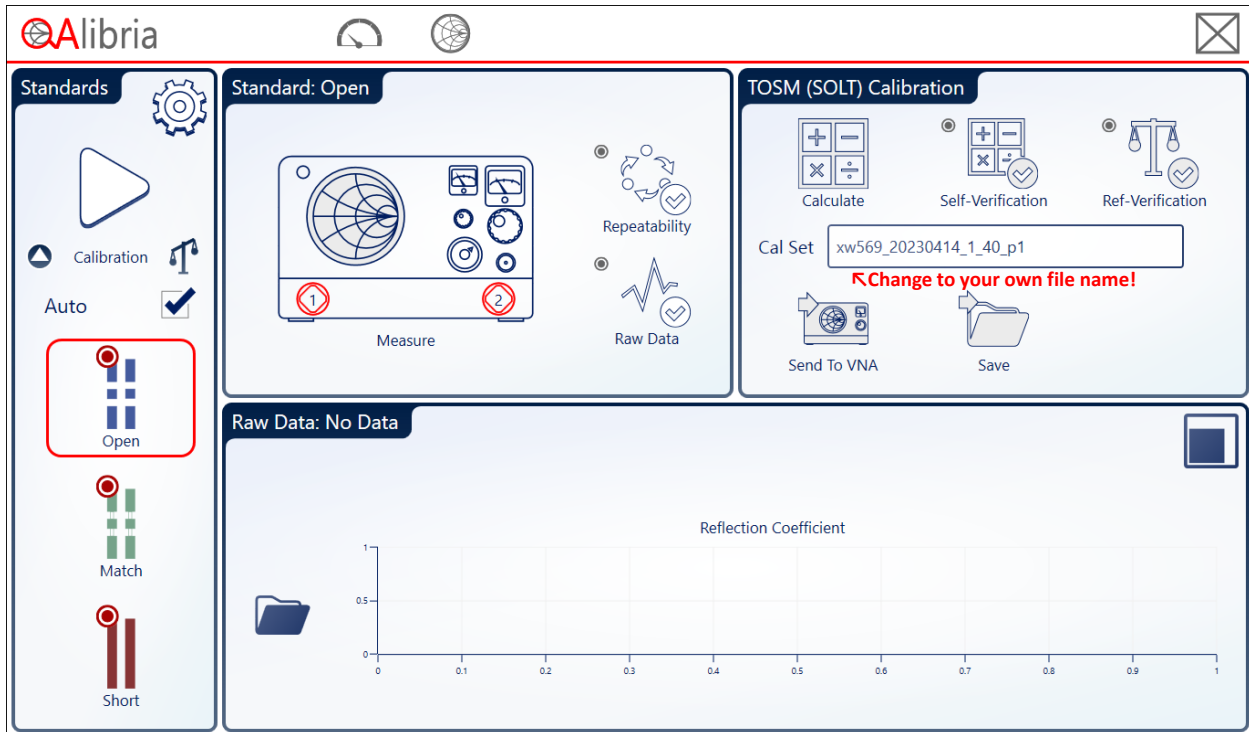 QAlibria
Standards
Calibration
Auto
Open
Match
Short
Standard: Open
1
2
Measure
Repeatability
Raw Data
TOSM (SOLT) Calibration
Calculate
Self-Verification
Ref-Verification
Cal Set
xw569_20230414_1_40_p1
↖Change to your own file name!
Send To VNA
Save
Raw Data: No Data
Reflection Coefficient
1
0.5
0
0 0.1 0.2 0.3 0.4 0.5 0.6 0.7 0.8 0.9 1